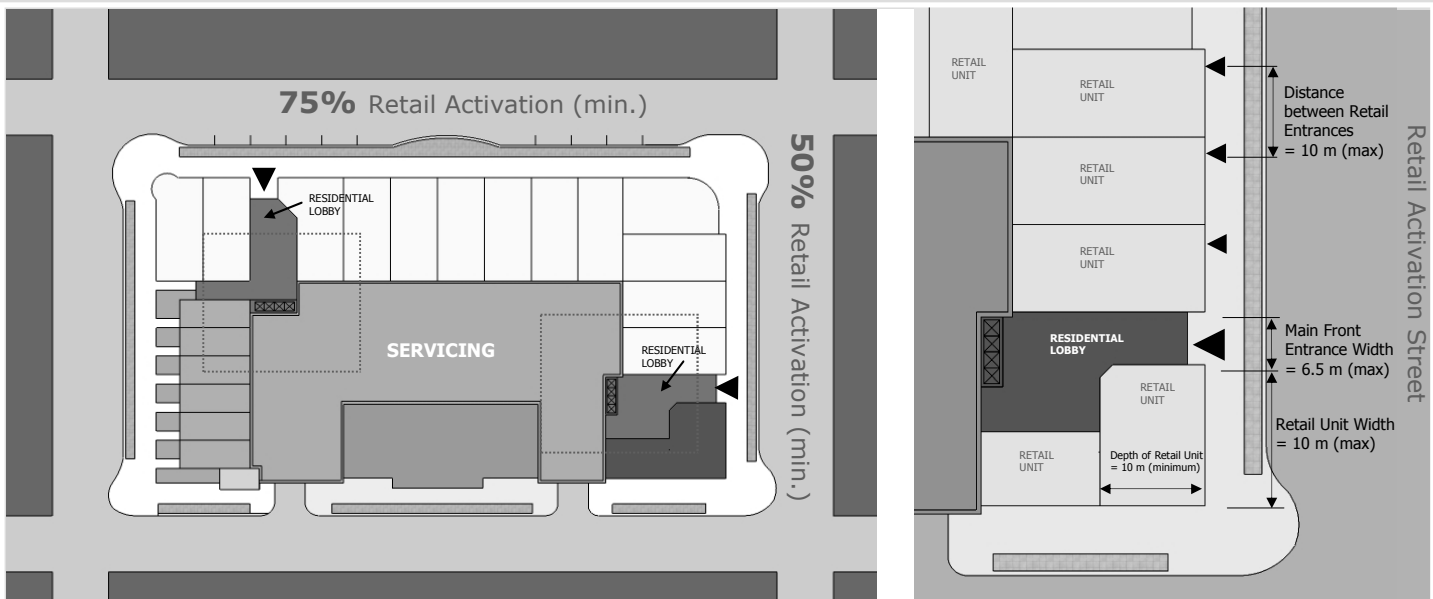 75% Retail Activation (min.)
50% Retail Activation (min.)
RESIDENTIAL
LOBBY
SERVICING
RESIDENTIAL
LOBBY
RETAIL
UNIT
RETAIL
UNIT
RETAIL
UNIT
RETAIL
UNIT
RESIDENTIAL
LOBBY
RETAIL
UNIT
RETAIL
UNIT
Depth of Retail Unit
= 10 m (minimum)
Distance
between Retail
Entrances
= 10 m (max)
Main Front
Entrance Width
= 6.5 m (max)
Retail Unit Width
= 10 m (max)
Retail Activation Street